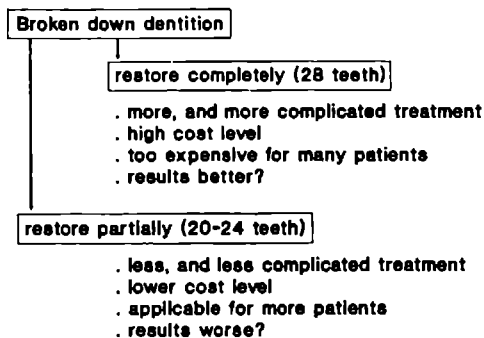 Broken down dentition
restore completely (28 teeth)
. more, and more complicated treatment
. high cost level
. too expensive for many patients
. results better?
restore partially (20-24 teeth)
. less, and less complicated treatment
. lower cost level
. applicable for more patients
. results worse?